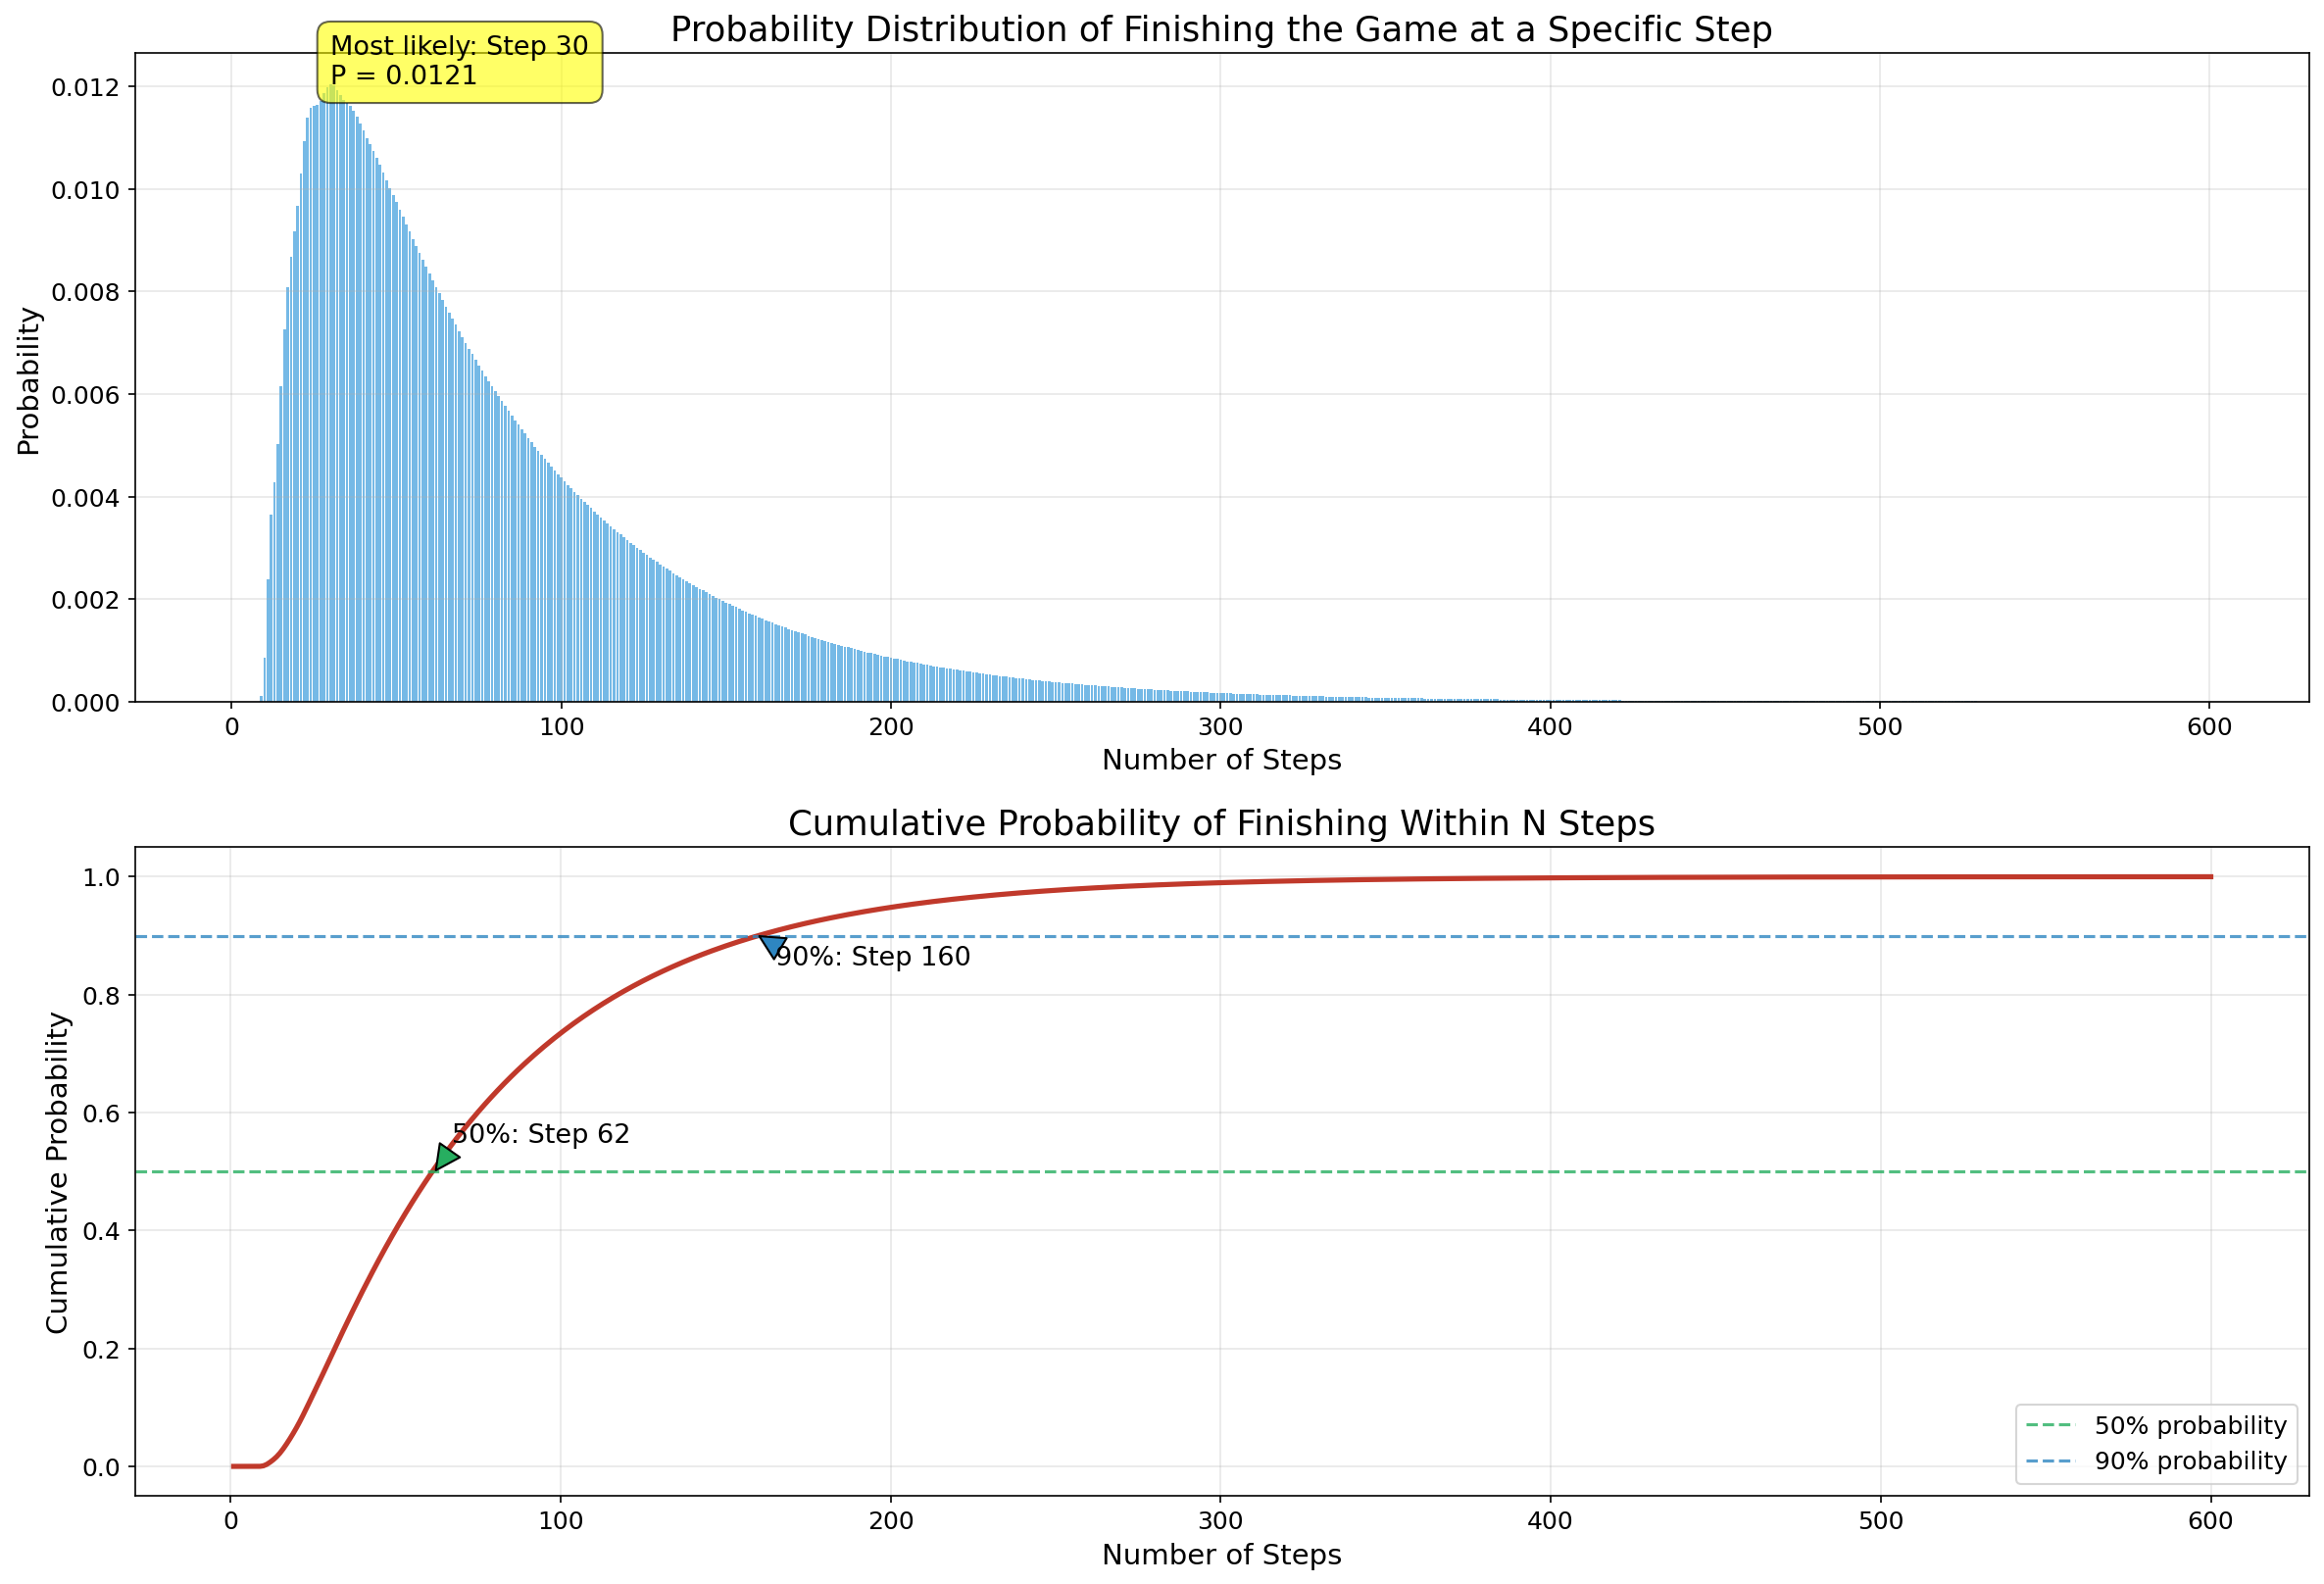 Probability Distribution of Finishing the Game at a Specific Step
Most likely: Step 30
P = 0.0121
0.012
0.010
0.008
0.006
0.004
0.002
0.000
Probability
0 100 200 300 400 500 600
Number of Steps
Cumulative Probability of Finishing Within N Steps
1.0
0.8
0.6
0.4
0.2
0.0
Cumulative Probability
90%: Step 160
50%: Step 62
50% probability
90% probability
0 100 200 300 400 500 600
Number of Steps